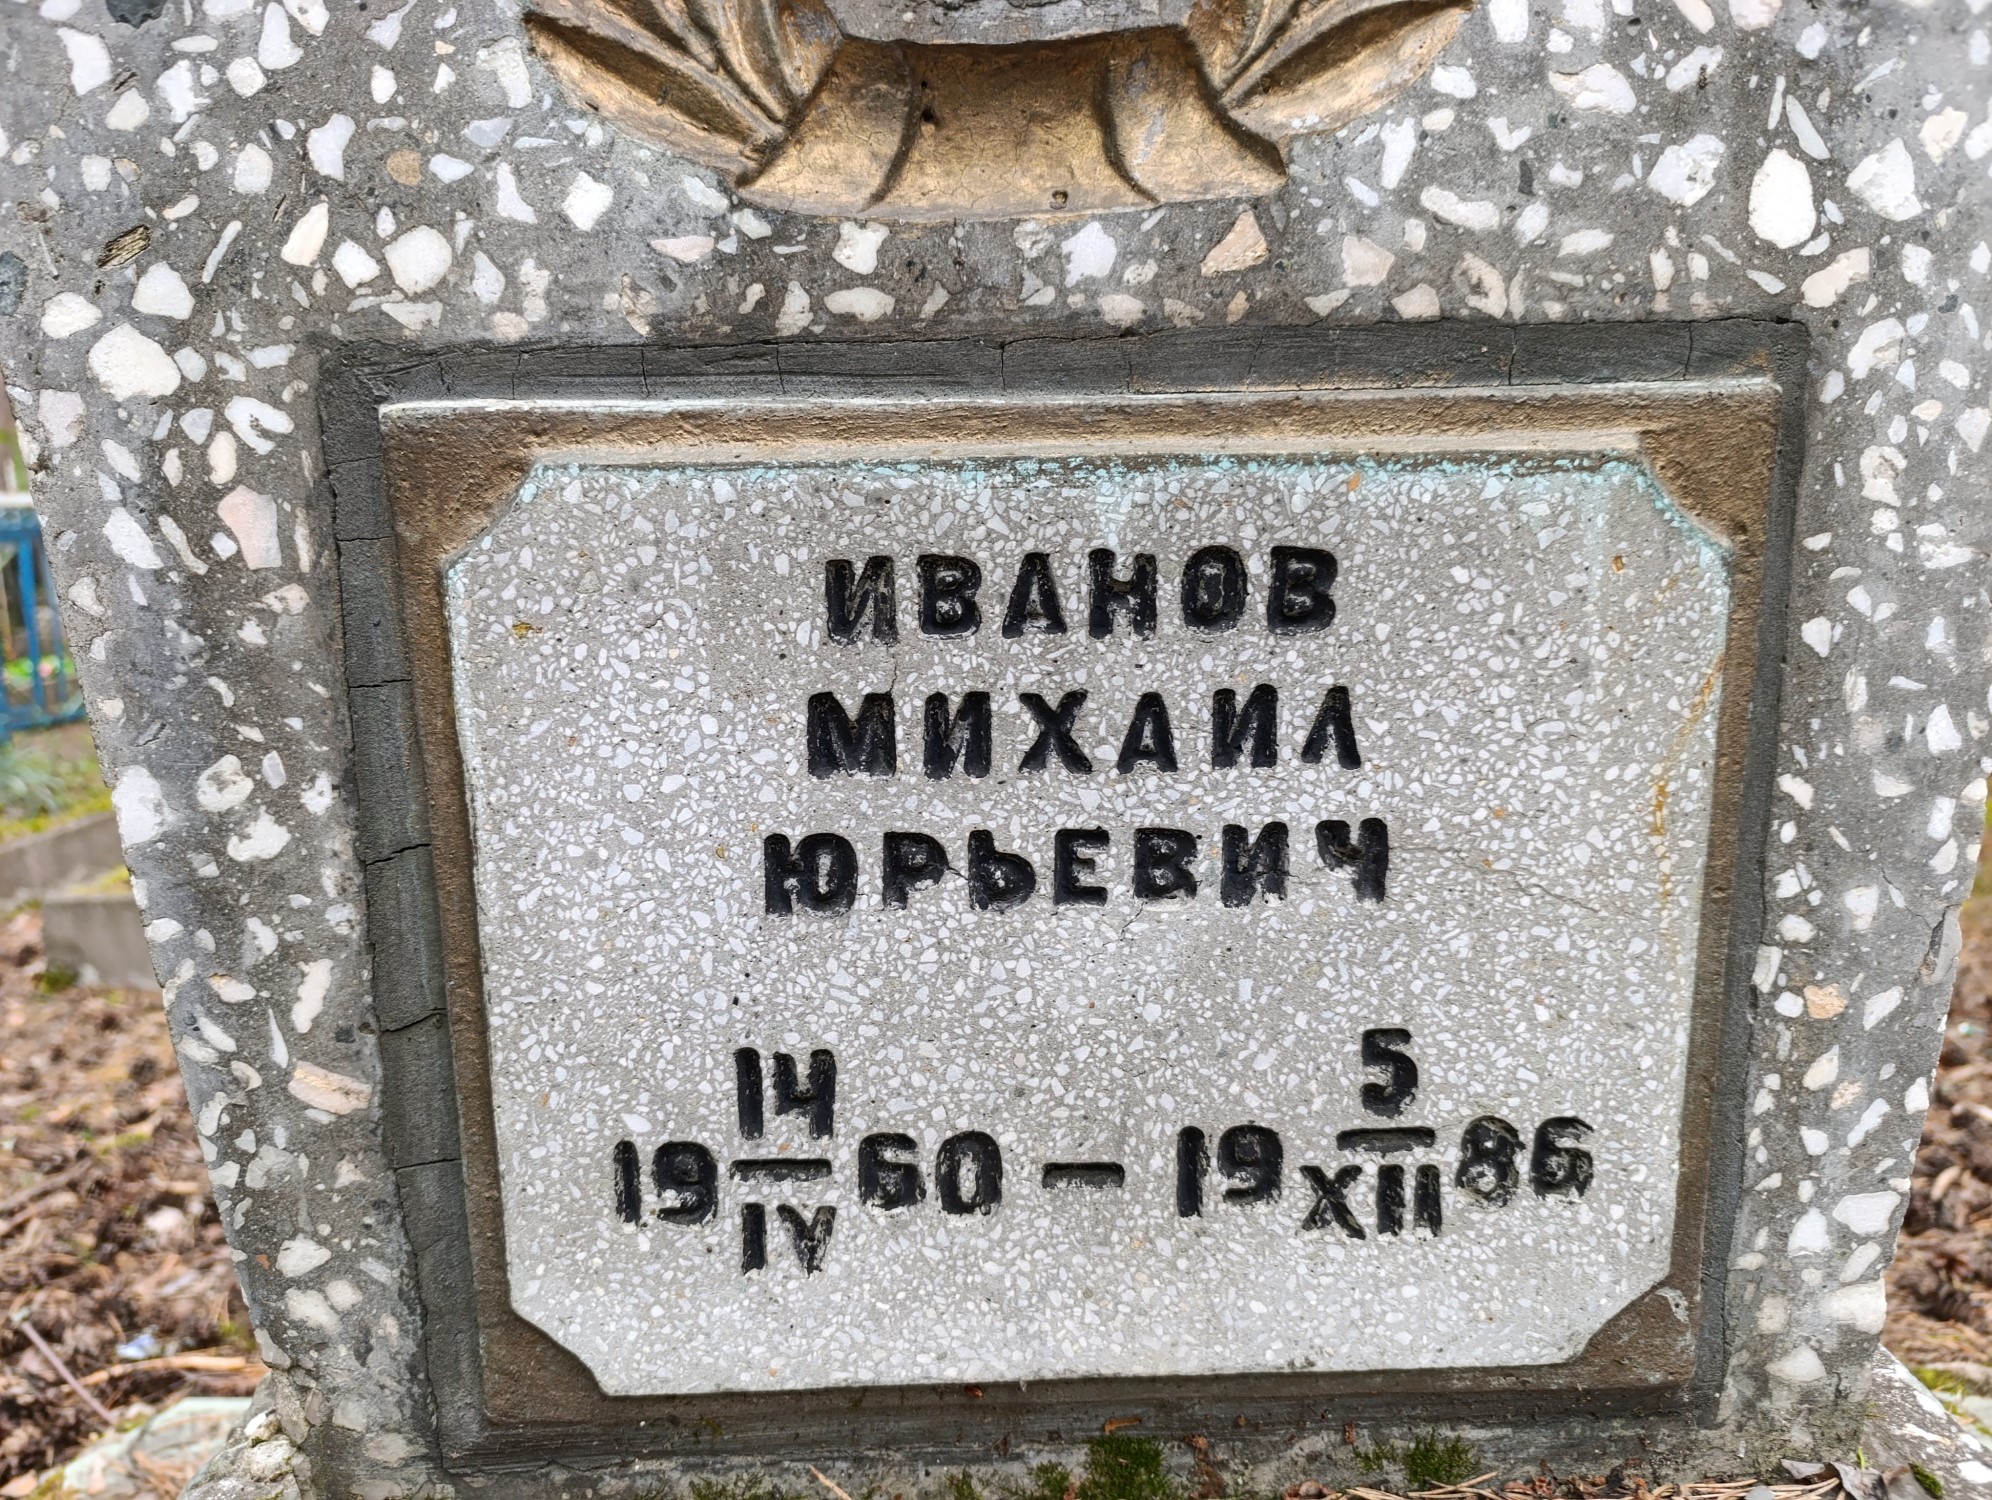 ИВАНОВ
МИХАИЛ
ЮРЬЕВИЧ
19 14/IV 60 — 19 5/XII 86